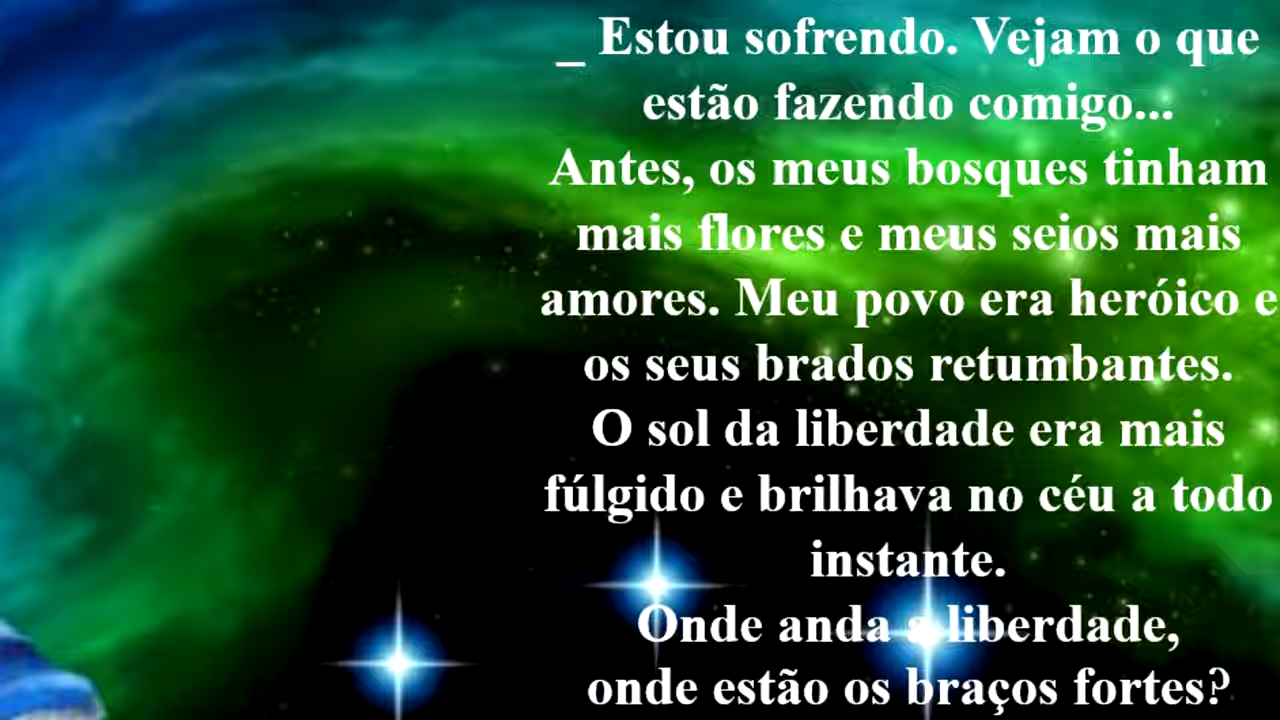 _ Estou sofrendo. Vejam o que
estão fazendo comigo...
Antes, os meus bosques tinham
mais flores e meus seios mais
amores. Meu povo era heróico e
os seus brados retumbantes.
O sol da liberdade era mais
fúlgido e brilhava no céu a todo
instante.
Onde anda a liberdade,
onde estão os braços fortes?